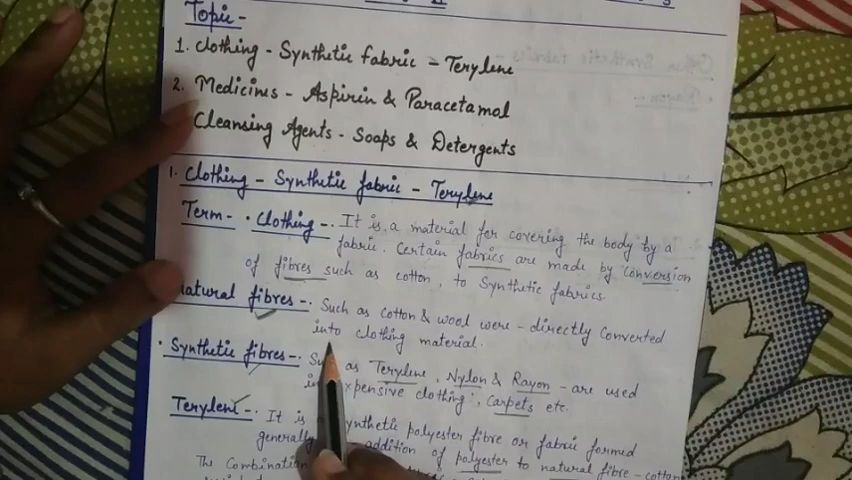 Topic -
1. Clothing - Synthetic fabric - Terylene
2. Medicines - Aspirin & Paracetamol
Cleansing Agents - Soaps & Detergents
1. Clothing - Synthetic fabric - Terylene
Term - • Clothing - • It is a material for covering the body by a
fabric. Certain fabrics are made by conversion
of fibres such as cotton, to Synthetic fabrics.
Natural fibres - • Such as cotton & wood were - directly converted
into clothing material.
• Synthetic fibres - • Such as Terylene, Nylon & Rayon - are used
in expensive clothing, carpets etc.
Terylene - • It is synthetic polyester fibre or fabric formed
generally addition of polyester to natural fibre - cotton
The Combination